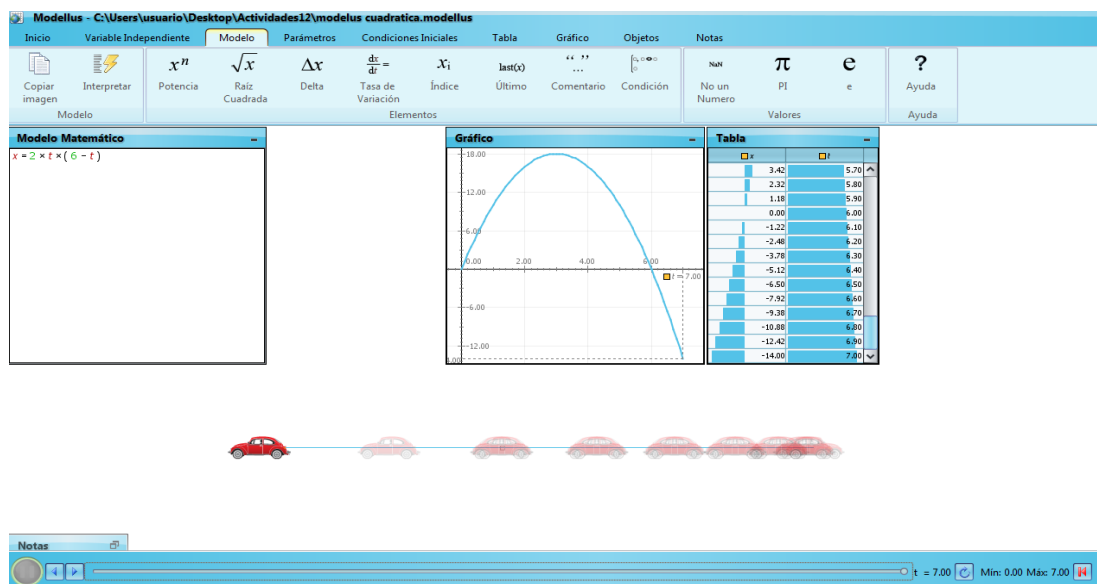 Modellus - C:\Users\usuario\Desktop\Actividades12\modelus cuadratica.modellus
Inicio Variable Independiente Modelo Parámetros Condiciones Iniciales Tabla Gráfico Objetos Notas
Copiar imagen
Interpretar
xⁿ Potencia
√x Raíz Cuadrada
Δx Delta
dx/dt = Tasa de Variación
xᵢ Índice
last(x) Último
“ ” ... Comentario
Condición
NaN No un Numero
π PI
e e
? Ayuda
Modelo Elementos Valores Ayuda
Modelo Matemático
x = 2 × t × ( 6 − t )
Gráfico
18.00
12.00
6.00
0.00 2.00 4.00 6.00
t = 7.00
-6.00
-12.00
Tabla
x t
3.42 5.70
2.32 5.80
1.18 5.90
0.00 6.00
-1.22 6.10
-2.48 6.20
-3.78 6.30
-5.12 6.40
-6.50 6.50
-7.92 6.60
-9.38 6.70
-10.88 6.80
-12.42 6.90
-14.00 7.00
Notas
t = 7.00 Mín: 0.00 Máx: 7.00